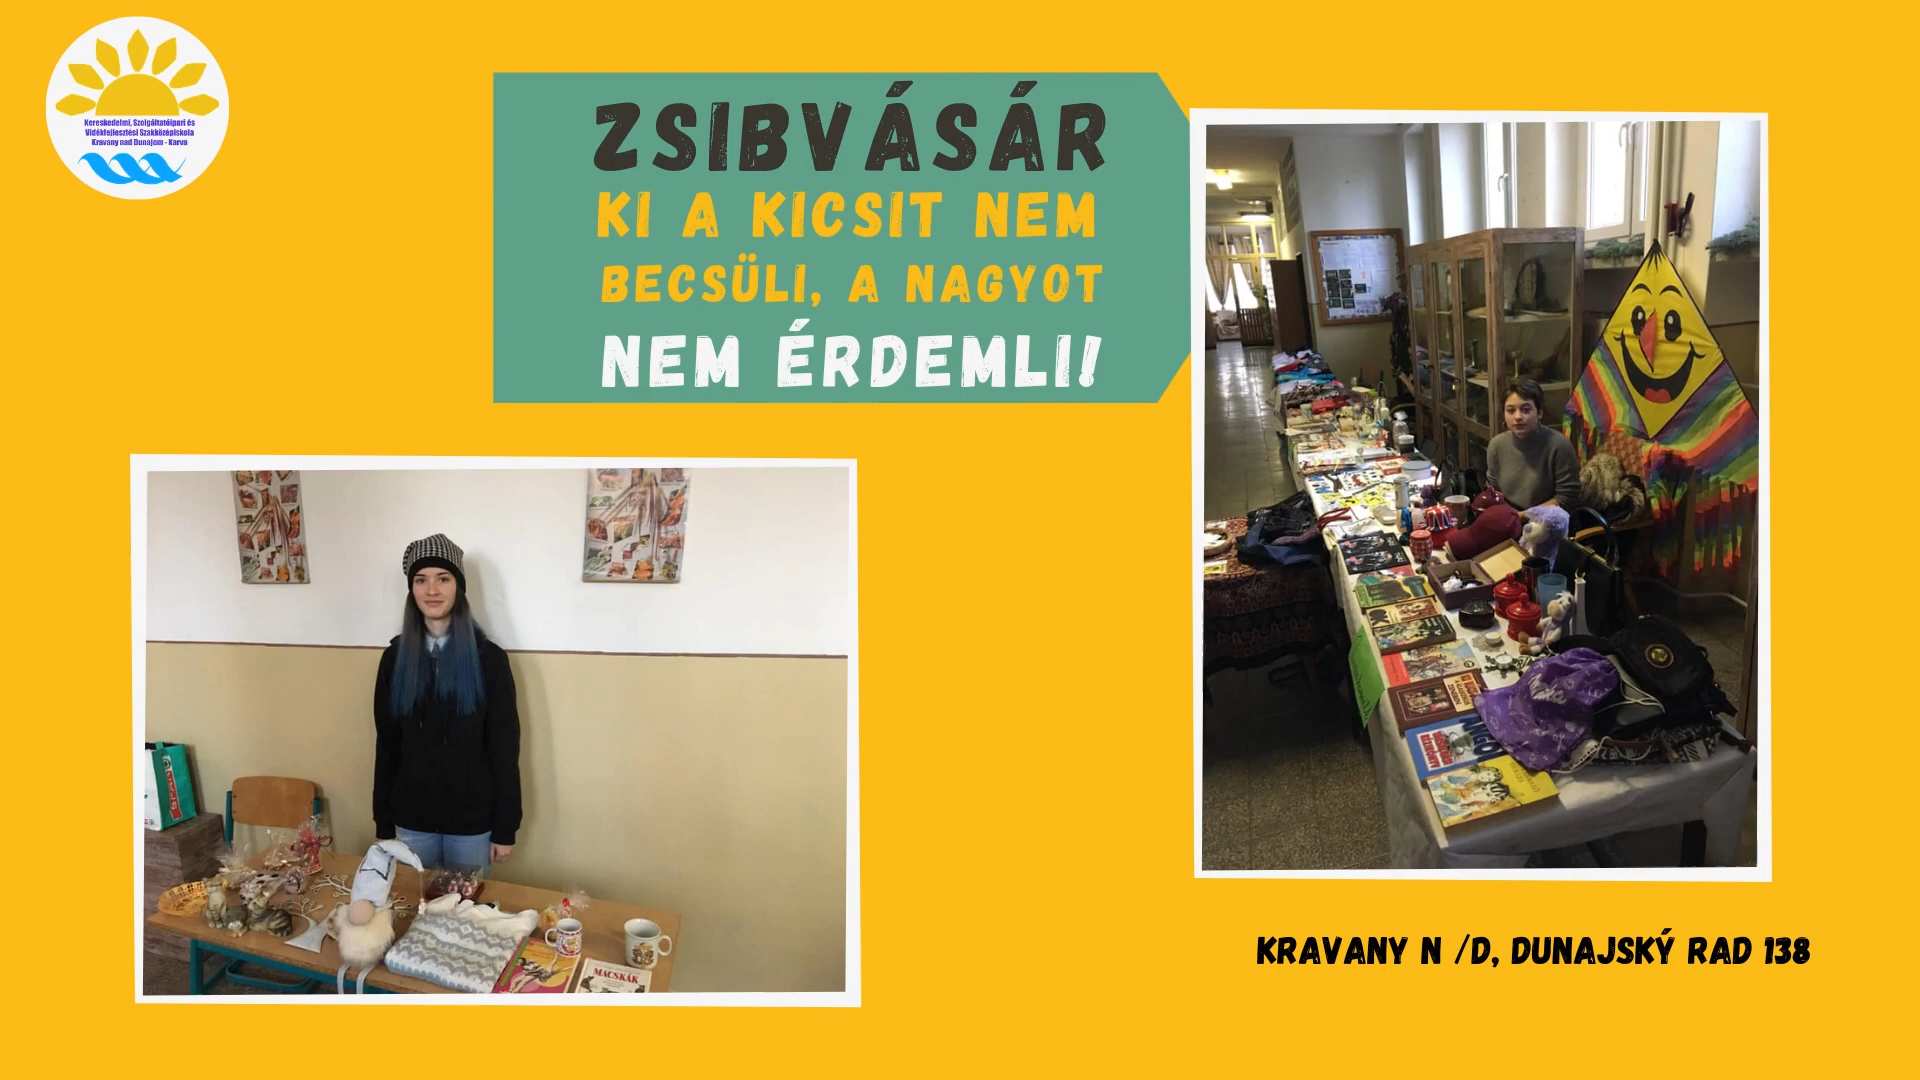 Kereskedelmi, Szolgáltatóipari és
Vidékfejlesztési Szakközépiskola
Kravany nad Dunajom - Karva
ZSIBVÁSÁR
KI A KICSIT NEM
BECSÜLI, A NAGYOT
NEM ÉRDEMLI!
MACSKÁK
KRAVANY N /D, DUNAJSKÝ RAD 138